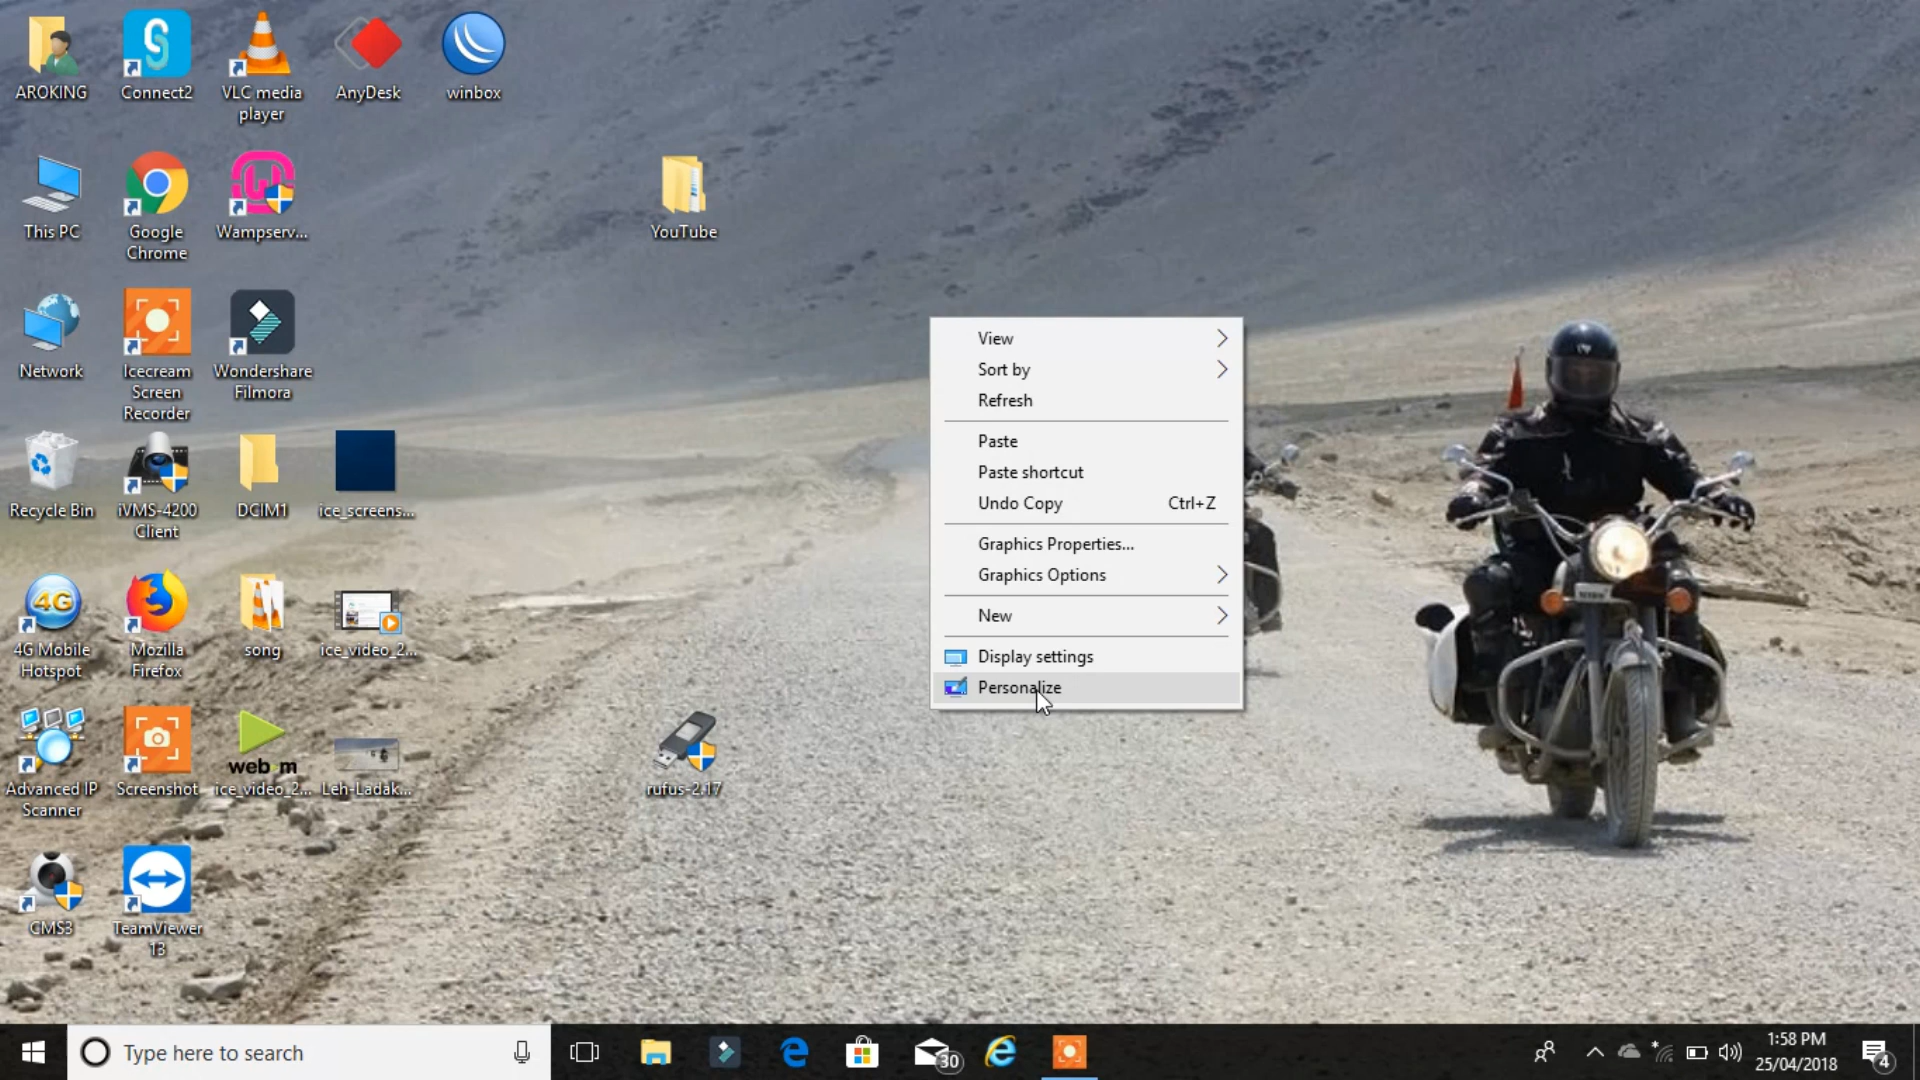 AROKING
Connect2
VLC media
player
AnyDesk
winbox
This PC
Google
Chrome
Wampserv...
YouTube
Network
Icecream
Screen
Recorder
Wondershare
Filmora
Recycle Bin
iVMS-4200
Client
DCIM1
ice_screens...
4G
4G Mobile
Hotspot
Mozilla
Firefox
song
ice_video_2...
Advanced IP
Scanner
Screenshot
webm
ice_video_2...
Leh-Ladak...
rufus-2.17
CMS3
TeamViewer
13
View
Sort by
Refresh
Paste
Paste shortcut
Undo Copy Ctrl+Z
Graphics Properties...
Graphics Options
New
Display settings
Personalize
Type here to search
30
1:58 PM
25/04/2018
4